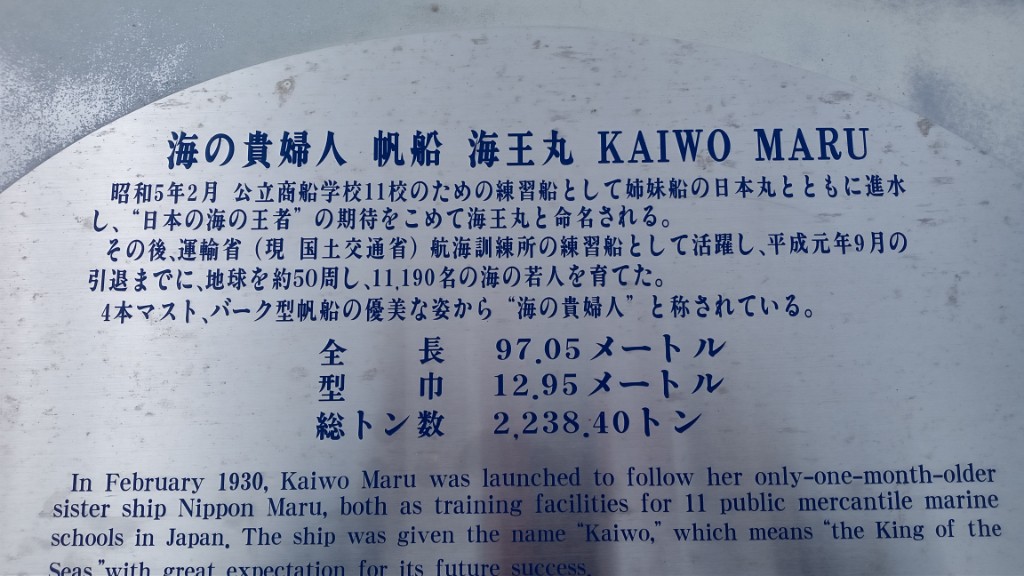 海の貴婦人 帆船 海王丸 KAIWO MARU
昭和5年2月 公立商船学校11校のための練習船として姉妹船の日本丸とともに進水
し、“日本の海の王者”の期待をこめて海王丸と命名される。
その後、運輸省（現 国土交通省）航海訓練所の練習船として活躍し、平成元年9月の
引退までに、地球を約50周し、11,190名の海の若人を育てた。
4本マスト、バーク型帆船の優美な姿から“海の貴婦人”と称されている。
全長 97.05メートル
型巾 12.95メートル
総トン数 2,238.40トン
In February 1930, Kaiwo Maru was launched to follow her only-one-month-older
sister ship Nippon Maru, both as training facilities for 11 public mercantile marine
schools in Japan. The ship was given the name “Kaiwo,” which means “the King of the
Seas”with great expectation for its future success.